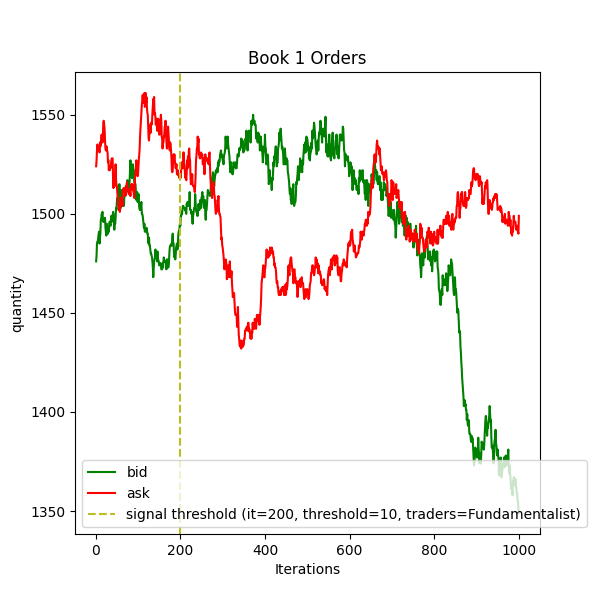 Book 1 Orders
1550
1500
1450
1400
1350
quantity
bid
ask
signal threshold (it=200, threshold=10, traders=Fundamentalist)
0 200 400 600 800 1000
Iterations